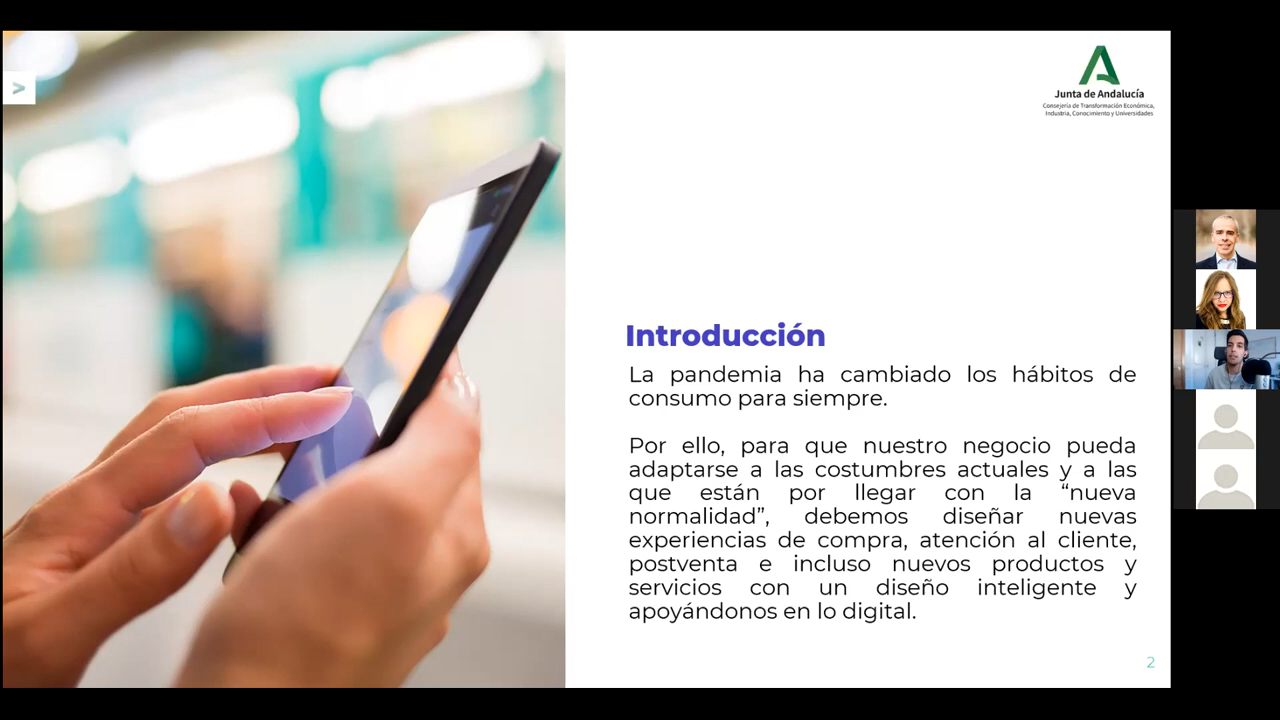 >
Junta de Andalucía
Consejería de Transformación Económica,
Industria, Conocimiento y Universidades
Introducción
La pandemia ha cambiado los hábitos de
consumo para siempre.
Por ello, para que nuestro negocio pueda
adaptarse a las costumbres actuales y a las
que están por llegar con la “nueva
normalidad”, debemos diseñar nuevas
experiencias de compra, atención al cliente,
postventa e incluso nuevos productos y
servicios con un diseño inteligente y
apoyándonos en lo digital.
2